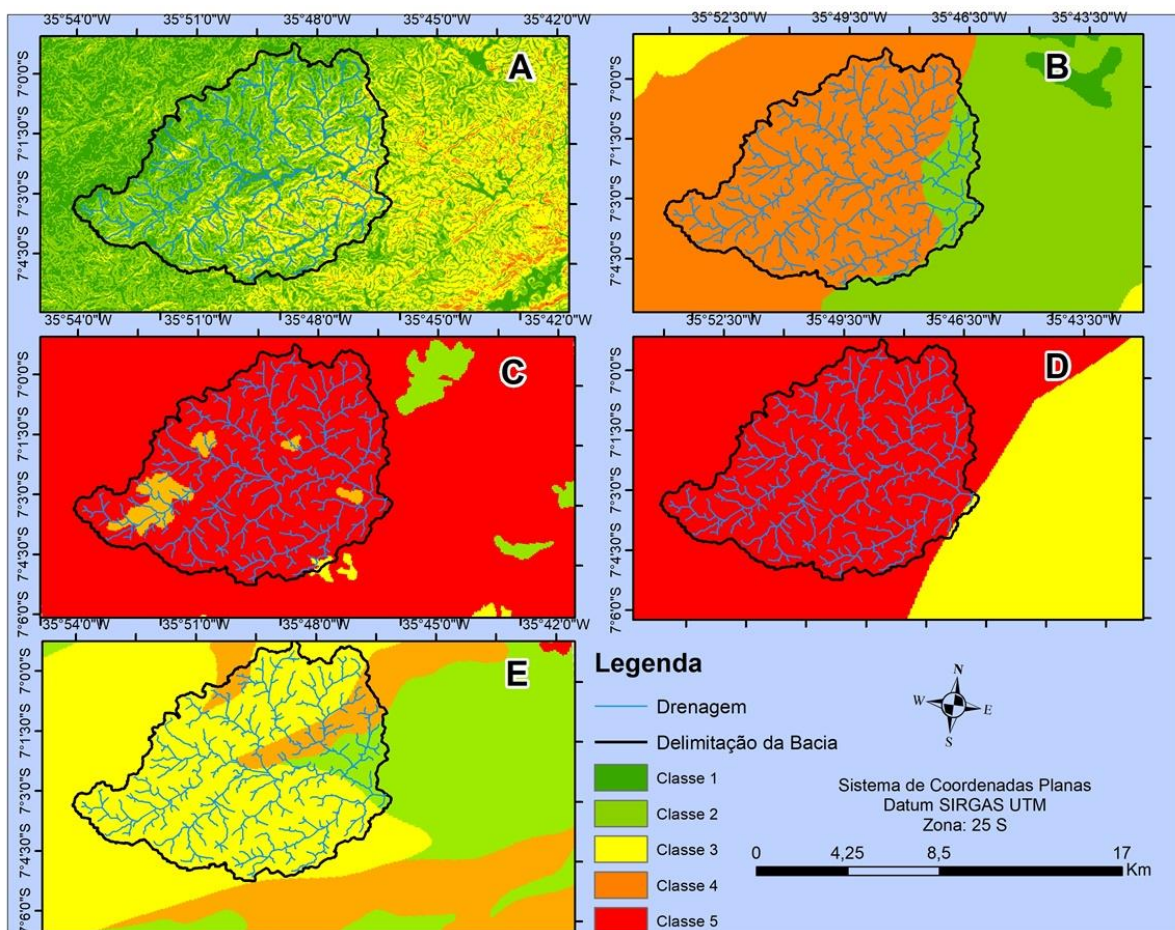 35°54'0"W 35°51'0"W 35°48'0"W 35°45'0"W 35°42'0"W
35°52'30"W 35°49'30"W 35°46'30"W 35°43'30"W
A
7°0'0"S
7°1'30"S
7°3'0"S
7°4'30"S
B
7°0'0"S
7°1'30"S
7°3'0"S
7°4'30"S
35°54'0"W 35°51'0"W 35°48'0"W 35°45'0"W 35°42'0"W
35°52'30"W 35°49'30"W 35°46'30"W 35°43'30"W
C
7°0'0"S
7°1'30"S
7°3'0"S
7°4'30"S
7°6'0"S
D
7°0'0"S
7°1'30"S
7°3'0"S
7°4'30"S
7°6'0"S
35°54'0"W 35°51'0"W 35°48'0"W 35°45'0"W 35°42'0"W
E
7°0'0"S
7°1'30"S
7°3'0"S
7°4'30"S
7°6'0"S
Legenda
Drenagem
Delimitação da Bacia
Classe 1
Classe 2
Classe 3
Classe 4
Classe 5
N
W E
S
Sistema de Coordenadas Planas
Datum SIRGAS UTM
Zona: 25 S
0 4,25 8,5 17
Km